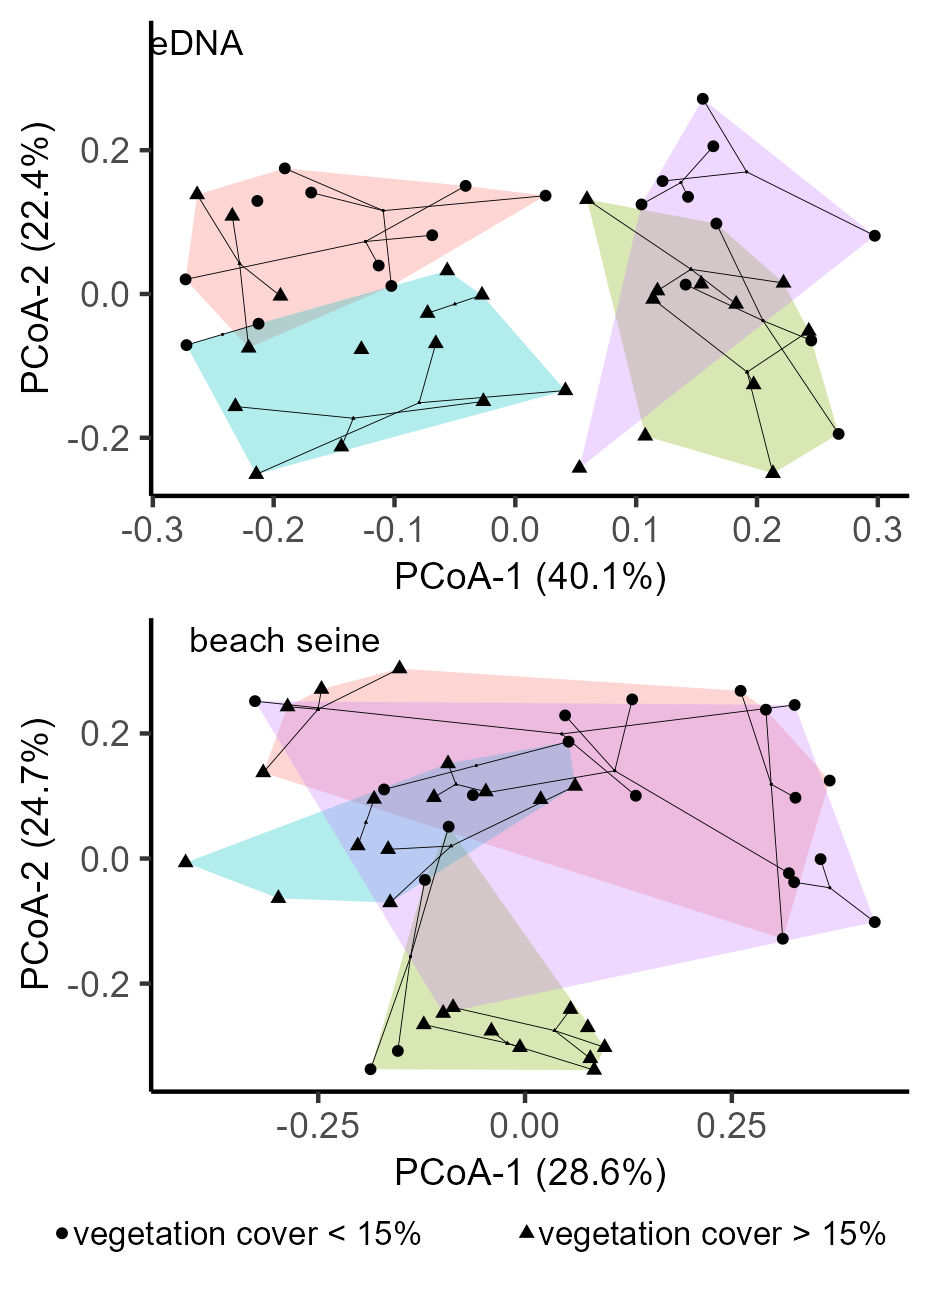 eDNA
PCoA-2 (22.4%)
0.2
0.0
-0.2
-0.3 -0.2 -0.1 0.0 0.1 0.2 0.3
PCoA-1 (40.1%)
beach seine
PCoA-2 (24.7%)
0.2
0.0
-0.2
-0.25 0.00 0.25
PCoA-1 (28.6%)
vegetation cover < 15% vegetation cover > 15%